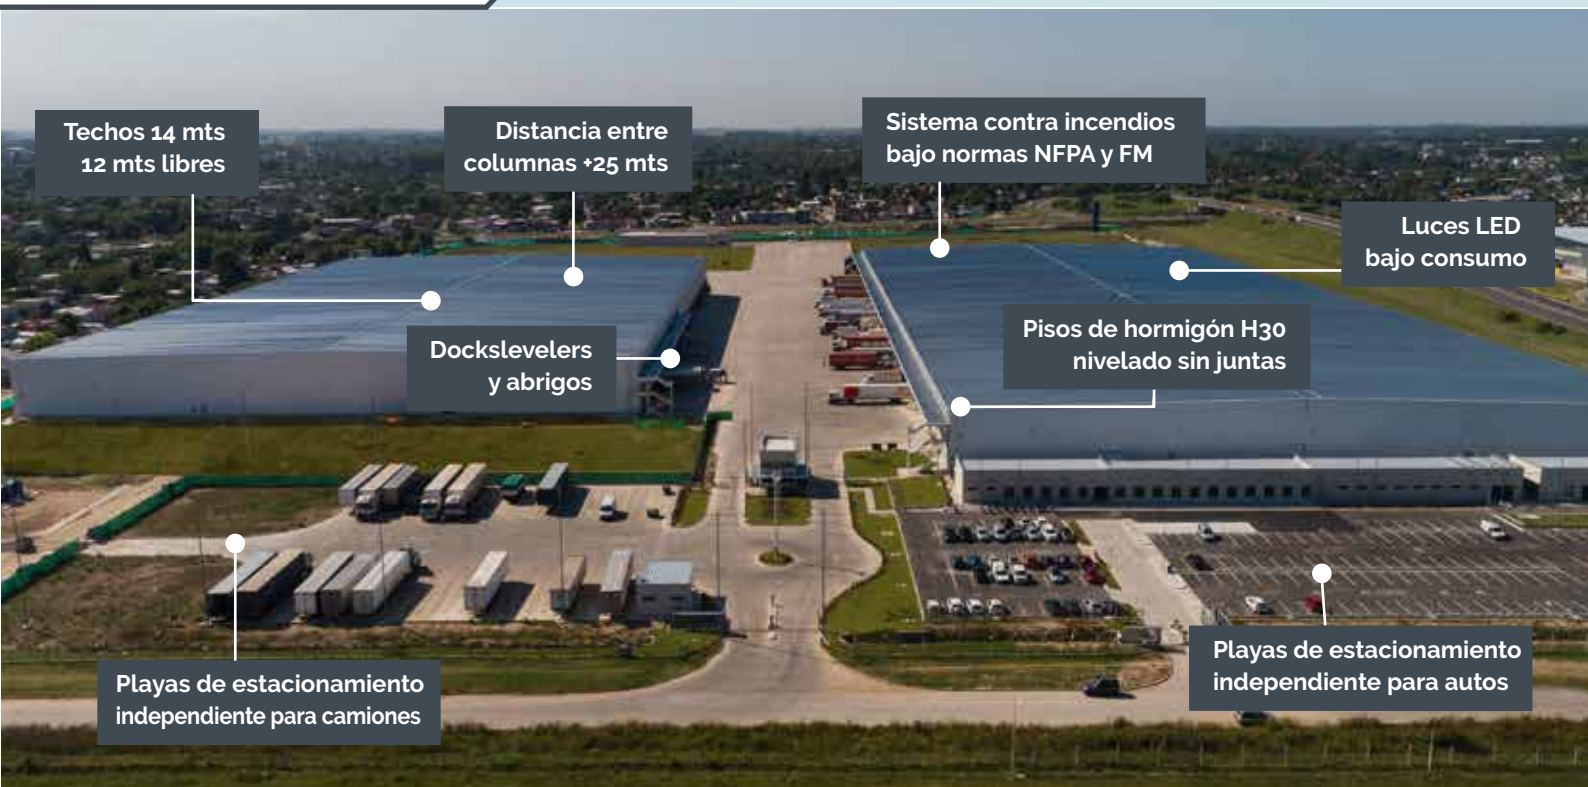 Techos 14 mts
12 mts libres
Distancia entre
columnas +25 mts
Sistema contra incendios
bajo normas NFPA y FM
Luces LED
bajo consumo
Dockslevelers
y abrigos
Pisos de hormigón H30
nivelado sin juntas
Playas de estacionamiento
independiente para camiones
Playas de estacionamiento
independiente para autos